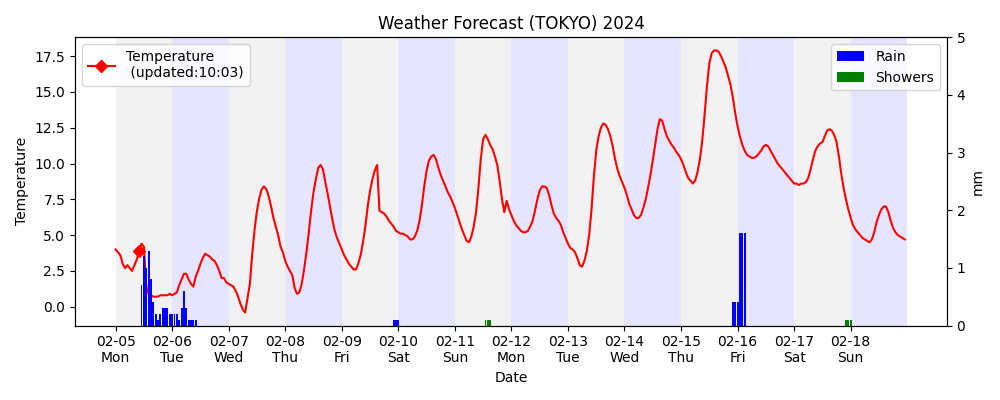 Weather Forecast (TOKYO) 2024
Temperature
(updated:10:03)
Rain
Showers
Temperature
17.5
15.0
12.5
10.0
7.5
5.0
2.5
0.0
5
4
3
2
1
0
mm
02-05 02-06 02-07 02-08 02-09 02-10 02-11 02-12 02-13 02-14 02-15 02-16 02-17 02-18
Mon Tue Wed Thu Fri Sat Sun Mon Tue Wed Thu Fri Sat Sun
Date